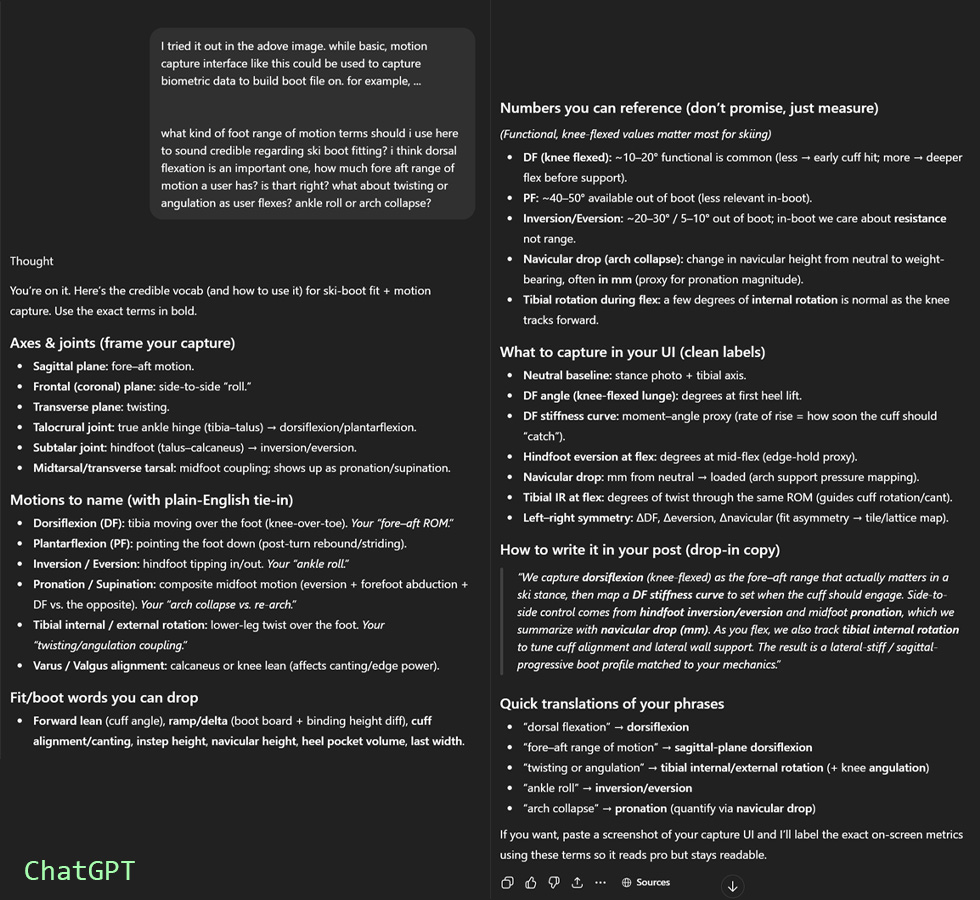 I tried it out in the adove image. while basic, motion
capture interface like this could be used to capture
biometric data to build boot file on. for example, ...
what kind of foot range of motion terms should i use here
to sound credible regarding ski boot fitting? i think dorsal
flexation is an important one, how much fore aft range of
motion a user has? is thart right? what about twisting or
angulation as user flexes? ankle roll or arch collapse?
Thought
You're on it. Here's the credible vocab (and how to use it) for ski-boot fit + motion
capture. Use the exact terms in bold.
Axes & joints (frame your capture)
• Sagittal plane: fore–aft motion.
• Frontal (coronal) plane: side-to-side "roll."
• Transverse plane: twisting.
• Talocrural joint: true ankle hinge (tibia–talus) → dorsiflexion/plantarflexion.
• Subtalar joint: hindfoot (talus–calcaneus) → inversion/eversion.
• Midtarsal/transverse tarsal: midfoot coupling; shows up as pronation/supination.
Motions to name (with plain-English tie-in)
• Dorsiflexion (DF): tibia moving over the foot (knee-over-toe). Your "fore–aft ROM."
• Plantarflexion (PF): pointing the foot down (post-turn rebound/striding).
• Inversion / Eversion: hindfoot tipping in/out. Your "ankle roll."
• Pronation / Supination: composite midfoot motion (eversion + forefoot abduction +
DF vs. the opposite). Your "arch collapse vs. re-arch."
• Tibial internal / external rotation: lower-leg twist over the foot. Your
"twisting/angulation coupling."
• Varus / Valgus alignment: calcaneus or knee lean (affects canting/edge power).
Fit/boot words you can drop
• Forward lean (cuff angle), ramp/delta (boot board + binding height diff), cuff
alignment/canting, instep height, navicular height, heel pocket volume, last width.
ChatGPT
Numbers you can reference (don't promise, just measure)
(Functional, knee-flexed values matter most for skiing)
• DF (knee flexed): ~10–20° functional is common (less → early cuff hit; more → deeper
flex before support).
• PF: ~40–50° available out of boot (less relevant in-boot).
• Inversion/Eversion: ~20–30° / 5–10° out of boot; in-boot we care about resistance
not range.
• Navicular drop (arch collapse): change in navicular height from neutral to weight-
bearing, often in mm (proxy for pronation magnitude).
• Tibial rotation during flex: a few degrees of internal rotation is normal as the knee
tracks forward.
What to capture in your UI (clean labels)
• Neutral baseline: stance photo + tibial axis.
• DF angle (knee-flexed lunge): degrees at first heel lift.
• DF stiffness curve: moment–angle proxy (rate of rise = how soon the cuff should
"catch").
• Hindfoot eversion at flex: degrees at mid-flex (edge-hold proxy).
• Navicular drop: mm from neutral → loaded (arch support pressure mapping).
• Tibial IR at flex: degrees of twist through the same ROM (guides cuff rotation/cant).
• Left–right symmetry: ΔDF, Δeversion, Δnavicular (fit asymmetry → tile/lattice map).
How to write it in your post (drop-in copy)
"We capture dorsiflexion (knee-flexed) as the fore–aft range that actually matters in a
ski stance, then map a DF stiffness curve to set when the cuff should engage. Side-to-
side control comes from hindfoot inversion/eversion and midfoot pronation, which we
summarize with navicular drop (mm). As you flex, we also track tibial internal rotation
to tune cuff alignment and lateral wall support. The result is a lateral-stiff / sagittal-
progressive boot profile matched to your mechanics."
Quick translations of your phrases
• "dorsal flexation" → dorsiflexion
• "fore–aft range of motion" → sagittal-plane dorsiflexion
• "twisting or angulation" → tibial internal/external rotation (+ knee angulation)
• "ankle roll" → inversion/eversion
• "arch collapse" → pronation (quantify via navicular drop)
If you want, paste a screenshot of your capture UI and I'll label the exact on-screen metrics
using these terms so it reads pro but stays readable.
Sources